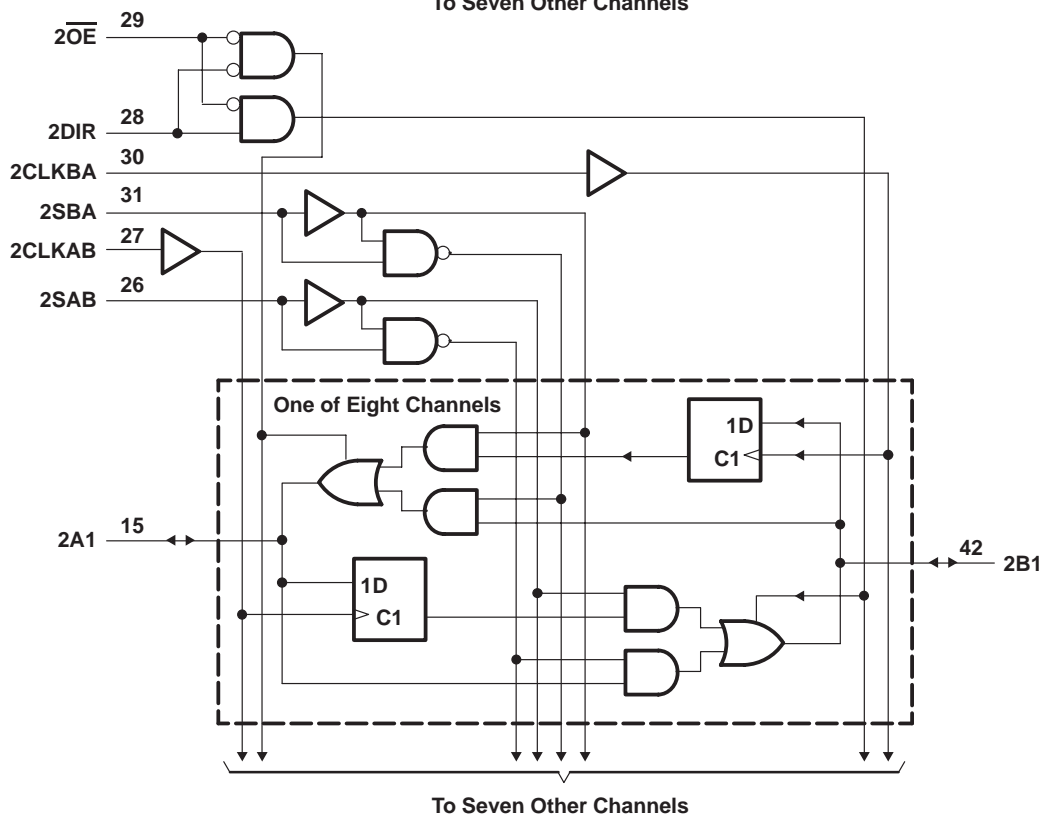 To Seven Other Channels
29
2O̅E̅
28
2DIR
30
2CLKBA
31
2SBA
27
2CLKAB
26
2SAB
One of Eight Channels
1D
C1
15
2A1
42
2B1
1D
C1
To Seven Other Channels